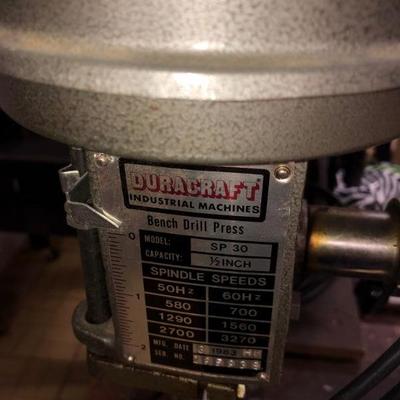 DURACRAFT
INDUSTRIAL MACHINES
Bench Drill Press
MODEL: SP 30
CAPACITY: ½ INCH
SPINDLE SPEEDS
50Hz 60Hz
580 700
1290 1560
2700 3270
MFG. DATE 1983
SER NO.
0
1
2